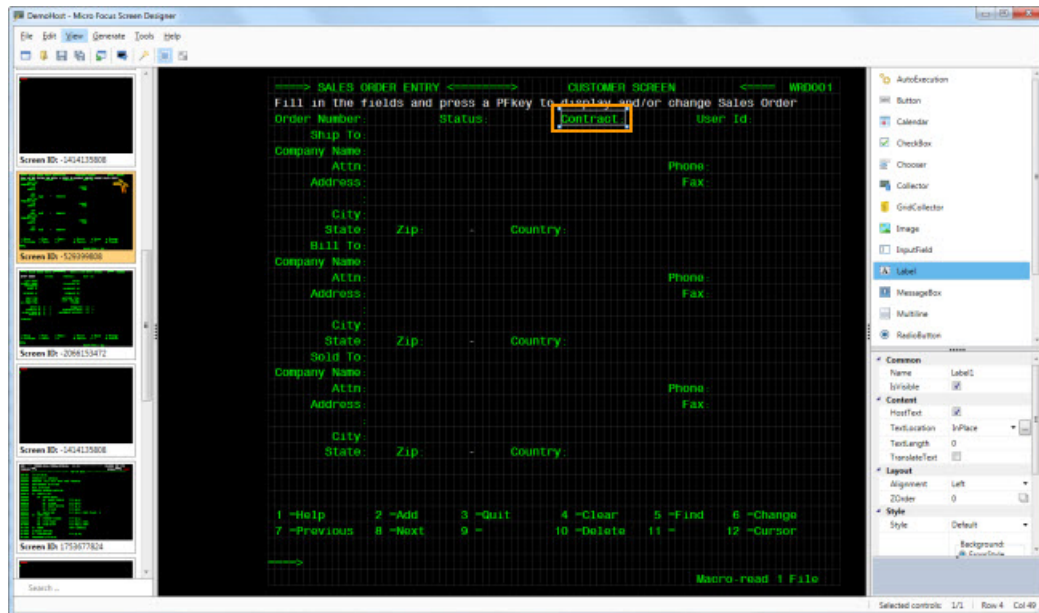 DemoHost - Micro Focus Screen Designer
File Edit View Generate Tools Help
Screen ID: -1414135808
Screen ID: -529399808
Screen ID: -2066153472
Screen ID: -1414135808
Screen ID: 1753677824
Search ...
====> SALES ORDER ENTRY <========> CUSTOMER SCREEN <==== WRD001
Fill in the fields and press a PFkey to display and/or change Sales Order
Order Number: Status: Contract: User Id:
Ship To:
Company Name:
Attn: Phone:
Address: Fax:
:
City:
State: Zip: - Country:
Bill To:
Company Name:
Attn: Phone:
Address: Fax:
:
City:
State: Zip: - Country:
Sold To:
Company Name:
Attn: Phone:
Address: Fax:
:
City:
State: Zip: - Country:
1 =Help 2 =Add 3 =Quit 4 =Clear 5 =Find 6 =Change
7 =Previous 8 =Next 9 = 10 =Delete 11 = 12 =Cursor
====>
Macro-read 1 File
AutoExecution
Button
Calendar
CheckBox
Chooser
Collector
GridCollector
Image
InputField
Label
MessageBox
Multiline
RadioButton
Common
Name Label1
IsVisible
Content
HostText
TextLocation InPlace
TextLength 0
TranslateText
Layout
Alignment Left
ZOrder 0
Style
Style Default
Background:
Selected controls: 1/1 Row 4 Col 49